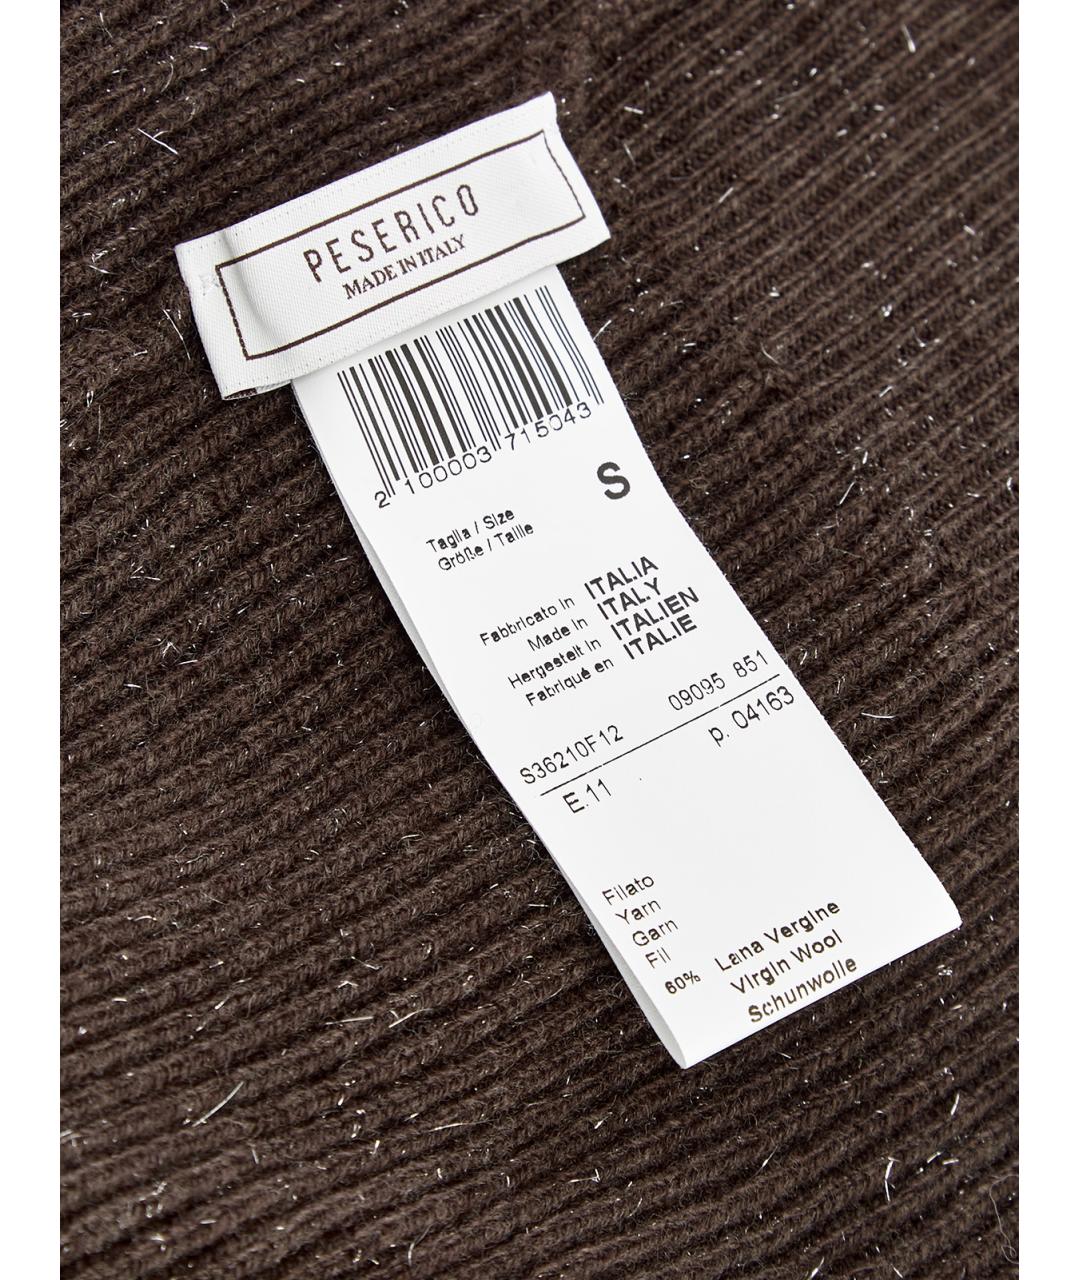 PESERICO
MADE IN ITALY
2 100003 715043
S
Taglia / Size
Größe / Taille
Fabbricato in ITALIA
Made in ITALY
Hergestelt in ITALIEN
Fabriqué en ITALIE
S36210F12 09095 851
E.11 p. 04163
Filato
Yarn
Garn
Fil
60% Lana Vergine
Virgin Wool
Schurwolle